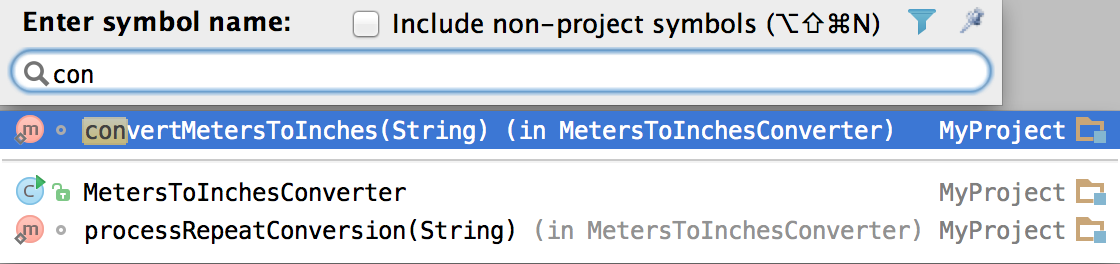 Enter symbol name: Include non-project symbols (⌥⇧⌘N)
con
m convertMetersToInches(String) (in MetersToInchesConverter) MyProject
C MetersToInchesConverter MyProject
m processRepeatConversion(String) (in MetersToInchesConverter) MyProject